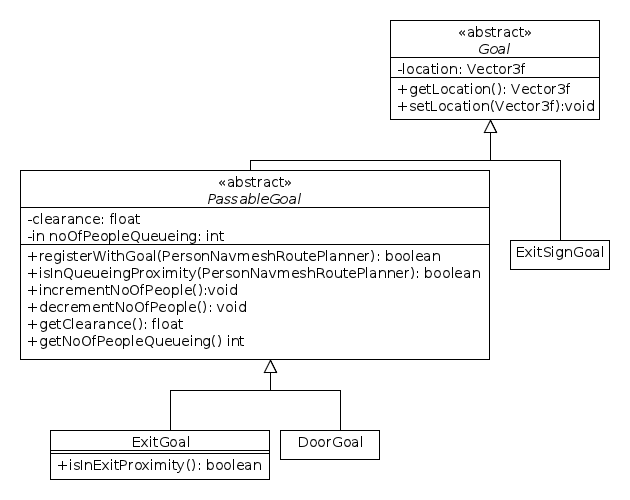 «abstract»
Goal
-location: Vector3f
+getLocation(): Vector3f
+setLocation(Vector3f):void
«abstract»
PassableGoal
-clearance: float
-in noOfPeopleQueueing: int
+registerWithGoal(PersonNavmeshRoutePlanner): boolean
+isInQueueingProximity(PersonNavmeshRoutePlanner): boolean
+incrementNoOfPeople():void
+decrementNoOfPeople(): void
+getClearance(): float
+getNoOfPeopleQueueing() int
ExitSignGoal
ExitGoal
+isInExitProximity(): boolean
DoorGoal